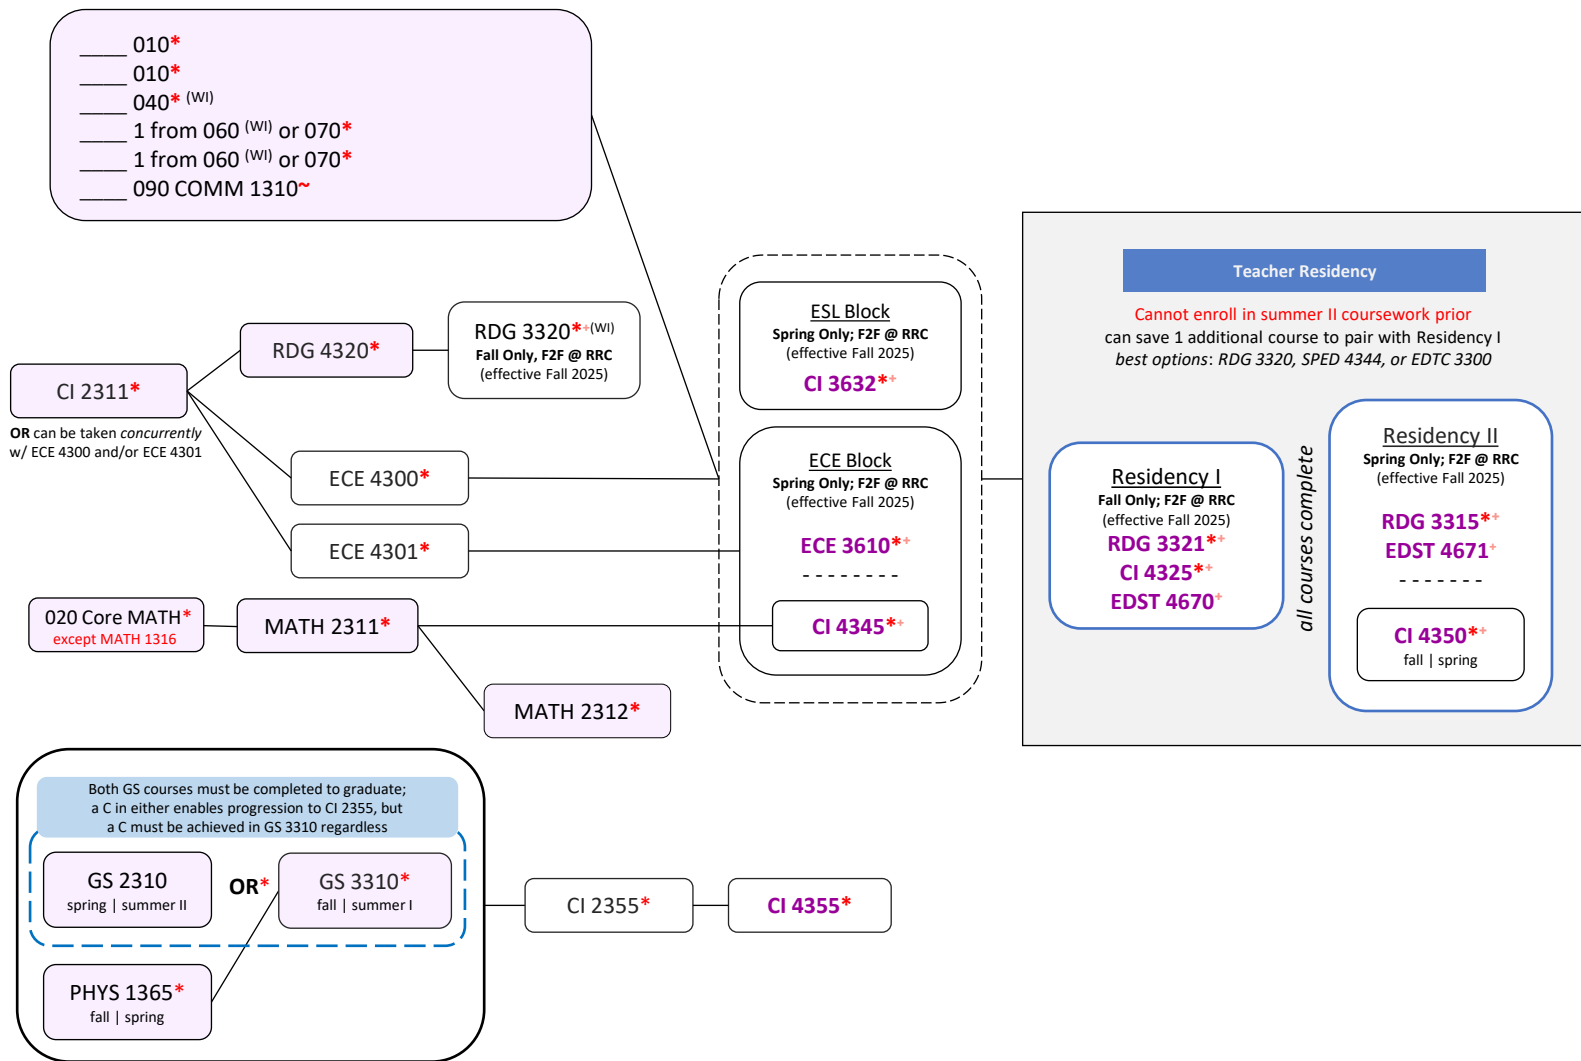 ____ 010*
____ 010*
____ 040* (WI)
____ 1 from 060 (WI) or 070*
____ 1 from 060 (WI) or 070*
____ 090 COMM 1310~
CI 2311*
OR can be taken concurrently
w/ ECE 4300 and/or ECE 4301
RDG 4320*
RDG 3320*+(WI)
Fall Only, F2F @ RRC
(effective Fall 2025)
ECE 4300*
ECE 4301*
020 Core MATH*
except MATH 1316
MATH 2311*
MATH 2312*
ESL Block
Spring Only; F2F @ RRC
(effective Fall 2025)
CI 3632*+
ECE Block
Spring Only; F2F @ RRC
(effective Fall 2025)
ECE 3610*+
- - - - - - - -
CI 4345*+
Teacher Residency
Cannot enroll in summer II coursework prior
can save 1 additional course to pair with Residency I
best options: RDG 3320, SPED 4344, or EDTC 3300
Residency I
Fall Only; F2F @ RRC
(effective Fall 2025)
RDG 3321*+
CI 4325*+
EDST 4670+
all courses complete
Residency II
Spring Only; F2F @ RRC
(effective Fall 2025)
RDG 3315*+
EDST 4671+
- - - - - - -
CI 4350*+
fall | spring
Both GS courses must be completed to graduate;
a C in either enables progression to CI 2355, but
a C must be achieved in GS 3310 regardless
GS 2310
spring | summer II
OR*
GS 3310*
fall | summer I
PHYS 1365*
fall | spring
CI 2355*
CI 4355*